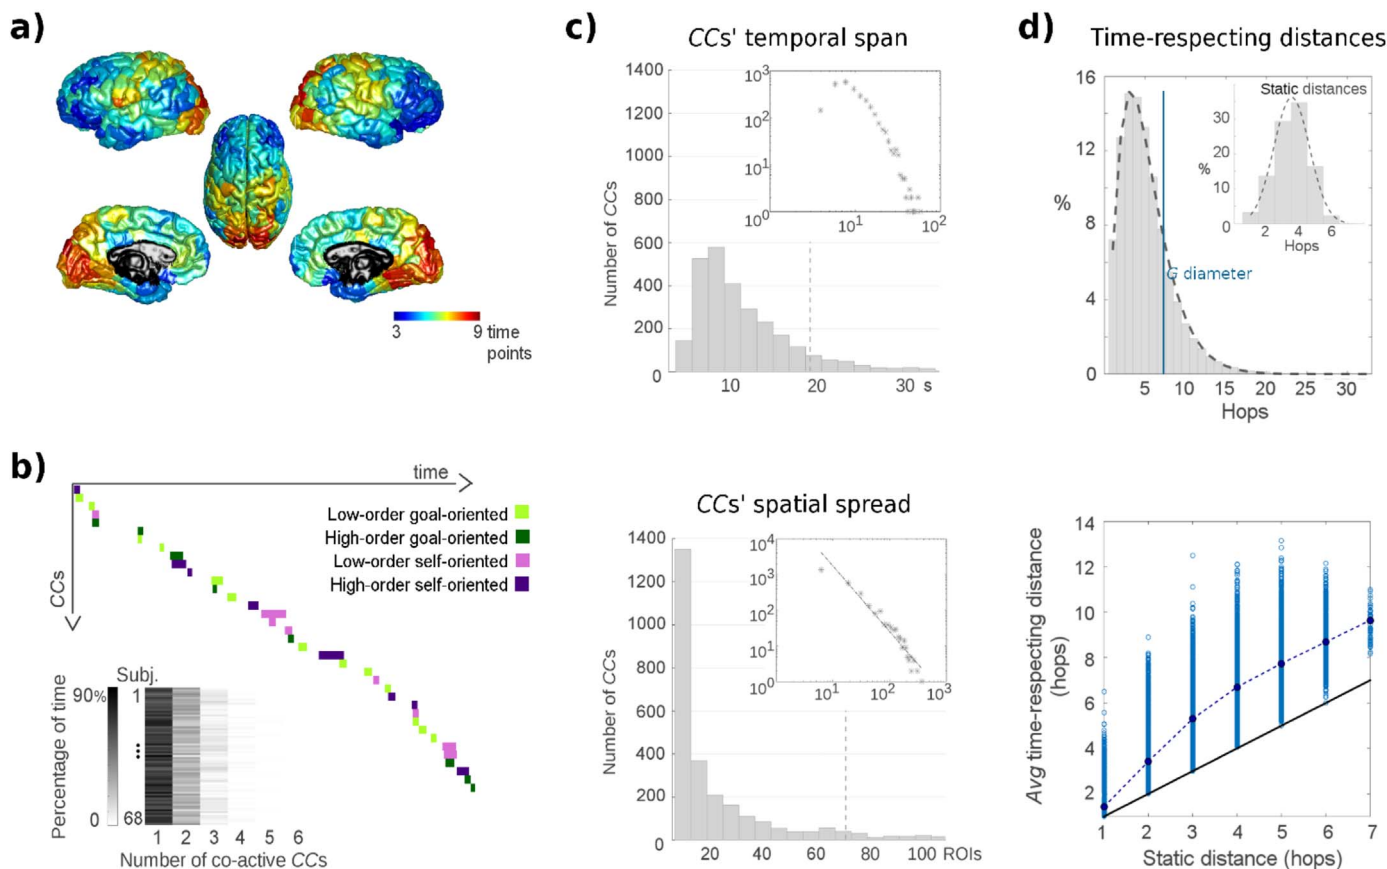 a)
3
9 time
points
b)
time
CCs
Low-order goal-oriented
High-order goal-oriented
Low-order self-oriented
High-order self-oriented
Subj.
90%
1
68
0
Percentage of time
1 2 3 4 5 6
Number of co-active CCs
c)
CCs' temporal span
1400
1200
1000
800
600
400
200
0
Number of CCs
10 20 30 s
10^3
10^2
10^1
10^0
10^0 10^1 10^2
CCs' spatial spread
1400
1200
1000
800
600
400
200
0
Number of CCs
20 40 60 80 100 ROIs
10^4
10^3
10^2
10^1
10^0
10^0 10^1 10^2 10^3
d)
Time-respecting distances
16
12
8
4
0
%
5 10 15 20 25 30
Hops
G diameter
Static distances
30
20
10
0
%
2 4 6
Hops
14
12
10
8
6
4
2
Avg time-respecting distance
(hops)
1 2 3 4 5 6 7
Static distance (hops)